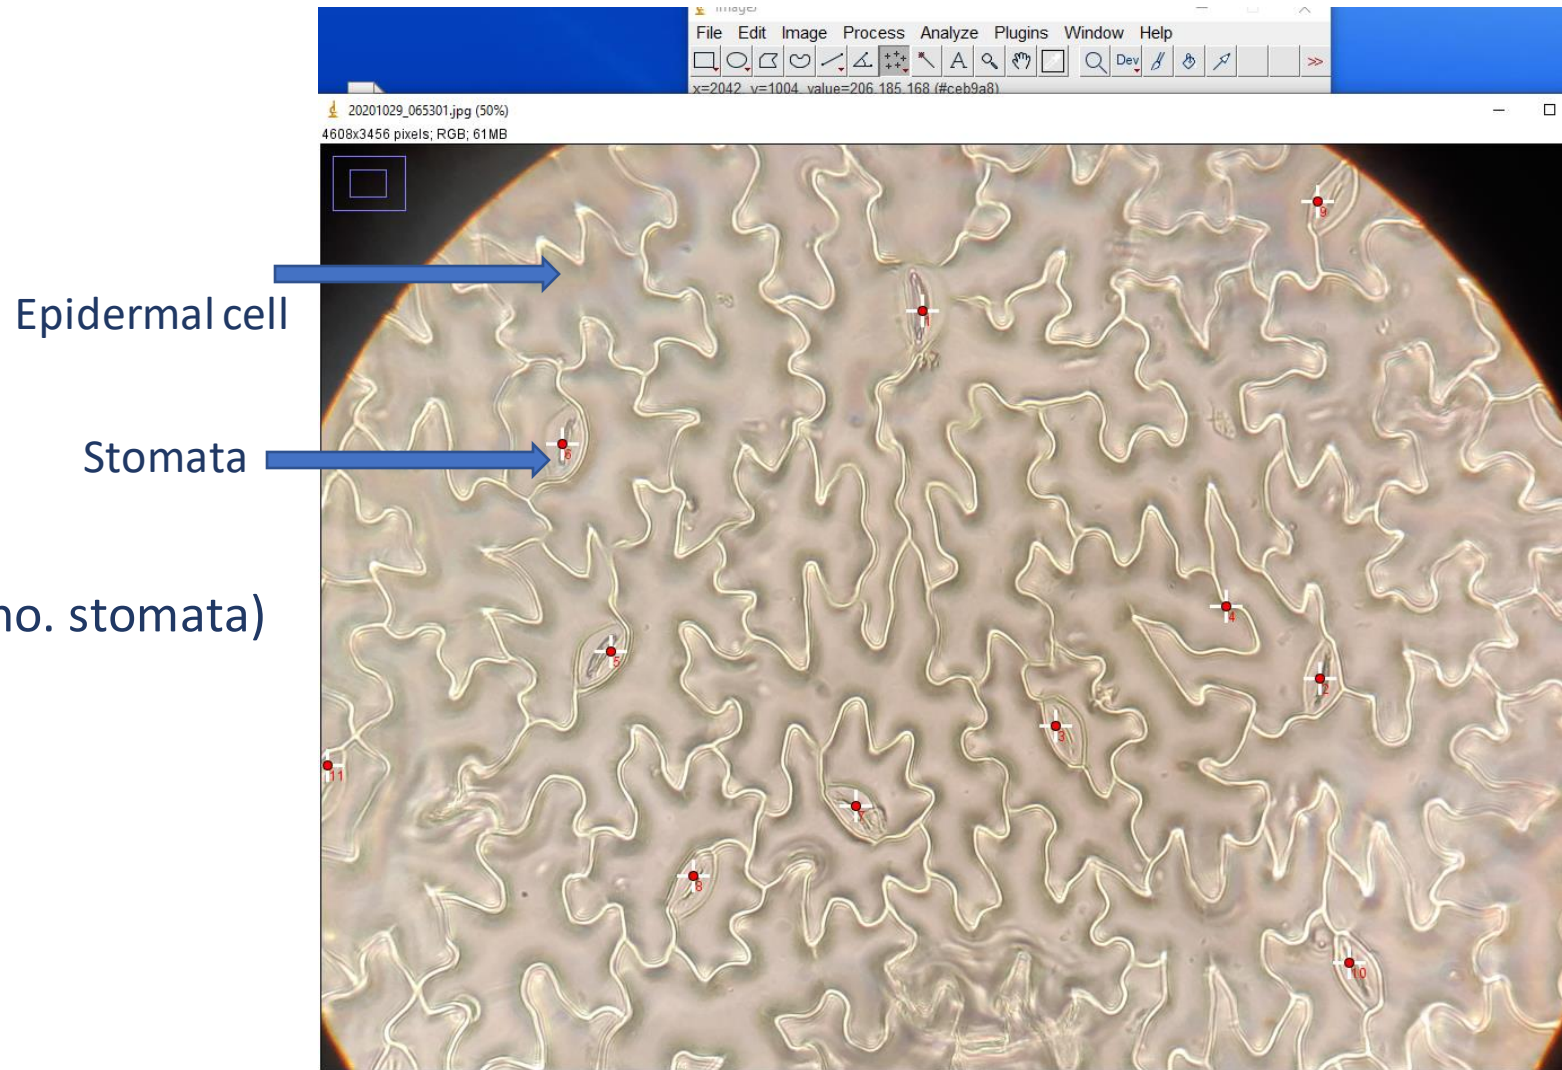 ImageJ
File Edit Image Process Analyze Plugins Window Help
A Dev >>
x=2042, y=1004, value=206,185,168 (#ceb9a8)
20201029_065301.jpg (50%)
4608x3456 pixels; RGB; 61MB
9
Epidermal cell
1
Stomata
6
no. stomata)
4
5
2
3
11
7
8
10